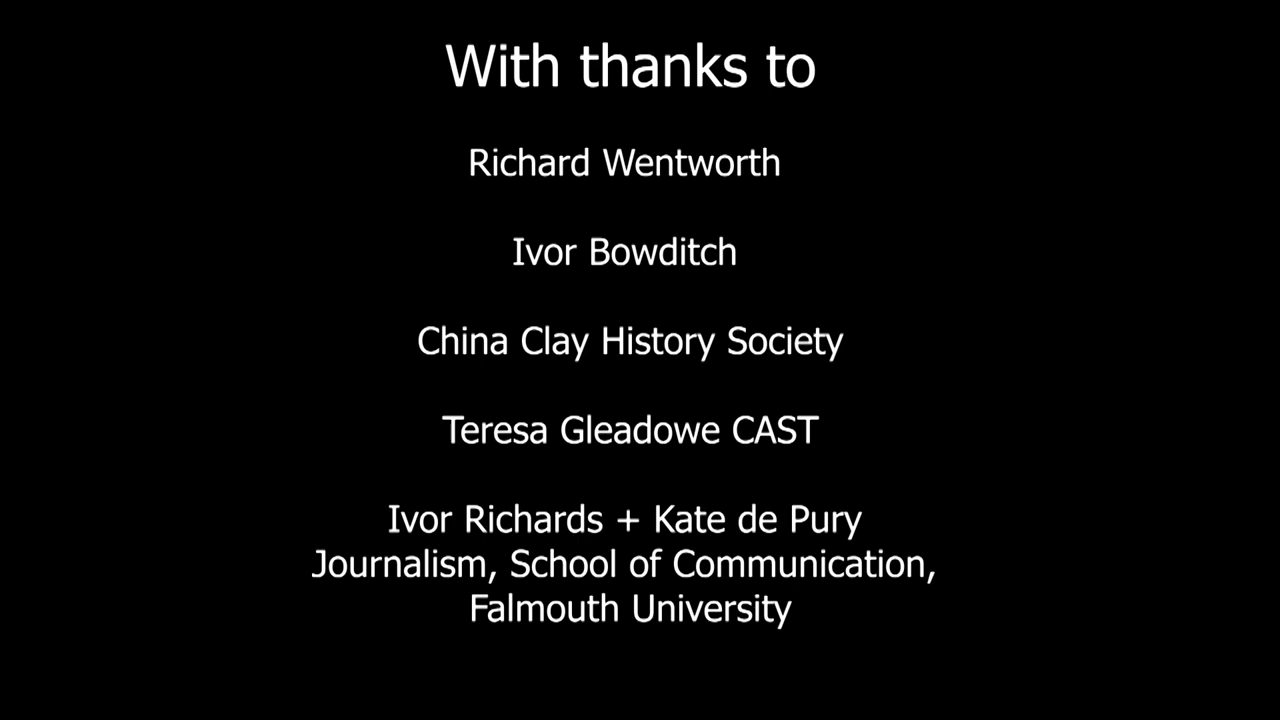 With thanks to
Richard Wentworth
Ivor Bowditch
China Clay History Society
Teresa Gleadowe CAST
Ivor Richards + Kate de Pury
Journalism, School of Communication,
Falmouth University